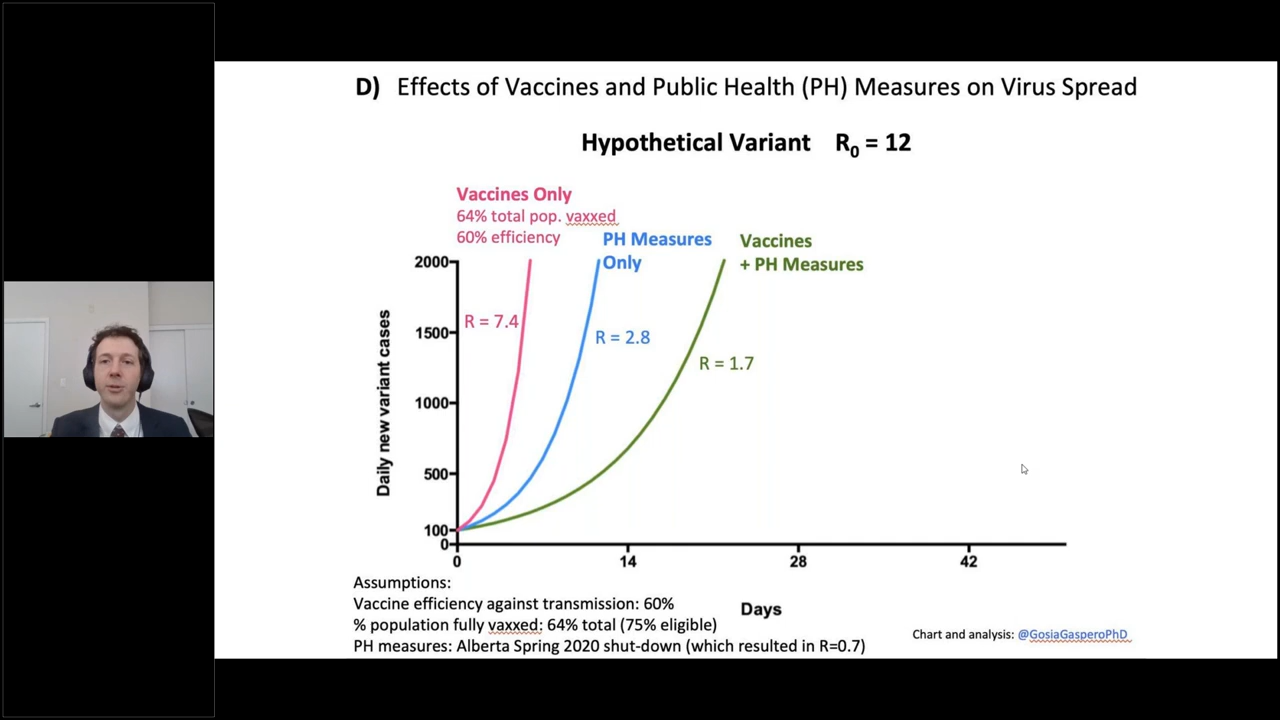 D) Effects of Vaccines and Public Health (PH) Measures on Virus Spread
Hypothetical Variant R₀ = 12
Vaccines Only
64% total pop. vaxxed
60% efficiency
PH Measures
Only
Vaccines
+ PH Measures
R = 7.4
R = 2.8
R = 1.7
Daily new variant cases
2000
1500
1000
500
100
0
0
14
28
42
Days
Assumptions:
Vaccine efficiency against transmission: 60%
% population fully vaxxed: 64% total (75% eligible)
PH measures: Alberta Spring 2020 shut-down (which resulted in R=0.7)
Chart and analysis: @GosiaGasperoPhD